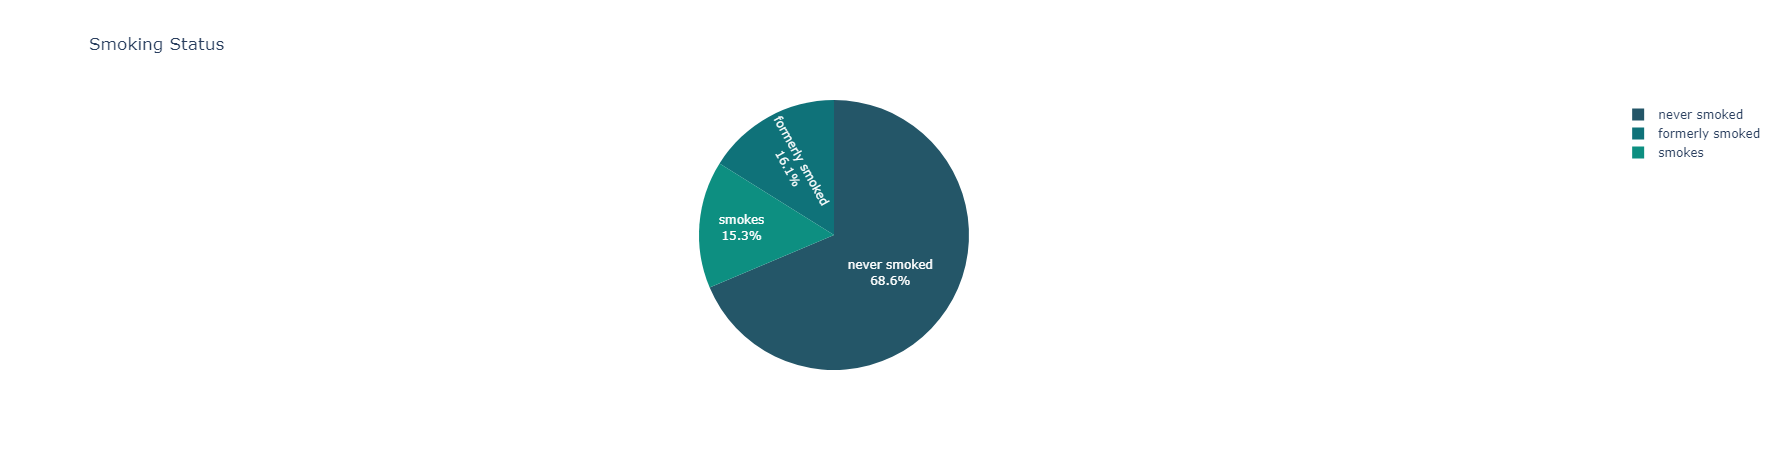 Smoking Status
never smoked
formerly smoked
smokes
formerly smoked
16.1%
smokes
15.3%
never smoked
68.6%